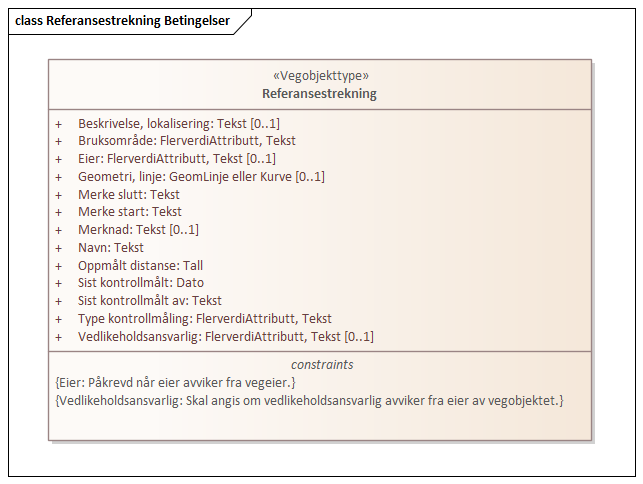 class Referansestrekning Betingelser
«Vegobjekttype»
Referansestrekning
+ Beskrivelse, lokalisering: Tekst [0..1]
+ Bruksområde: FlerverdiAttributt, Tekst
+ Eier: FlerverdiAttributt, Tekst [0..1]
+ Geometri, linje: GeomLinje eller Kurve [0..1]
+ Merke slutt: Tekst
+ Merke start: Tekst
+ Merknad: Tekst [0..1]
+ Navn: Tekst
+ Oppmålt distanse: Tall
+ Sist kontrollmålt: Dato
+ Sist kontrollmålt av: Tekst
+ Type kontrollmåling: FlerverdiAttributt, Tekst
+ Vedlikeholdsansvarlig: FlerverdiAttributt, Tekst [0..1]
constraints
{Eier: Påkrevd når eier avviker fra vegeier.}
{Vedlikeholdsansvarlig: Skal angis om vedlikeholdsansvarlig avviker fra eier av vegobjektet.}